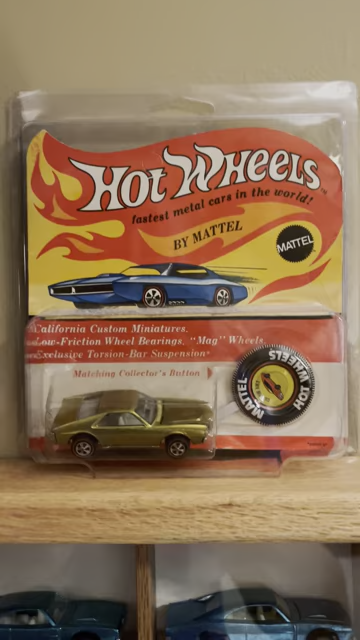 HOT WHEELS
fastest metal cars in the world!
BY MATTEL
MATTEL
California Custom Miniatures.
Low-Friction Wheel Bearings. "Mag" Wheels.
Exclusive Torsion-Bar Suspension
Matching Collector's Button
MATTEL HOT WHEELS